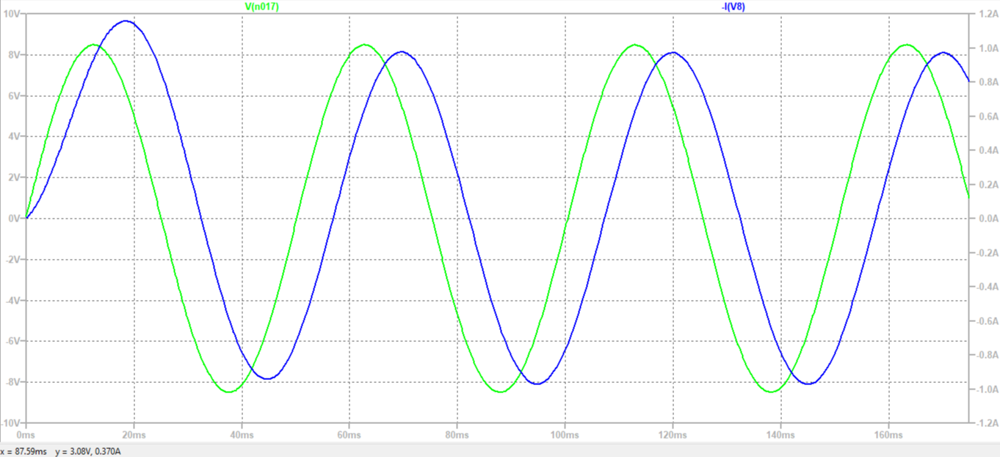 V(n017) -I(V8)
10V 1.2A
8V 1.0A
0.8A
6V
0.6A
4V
0.4A
2V 0.2A
0V 0.0A
-2V -0.2A
-0.4A
-4V
-0.6A
-6V
-0.8A
-8V -1.0A
-10V -1.2A
0ms 20ms 40ms 60ms 80ms 100ms 120ms 140ms 160ms
x = 87.59ms y = 3.08V, 0.370A